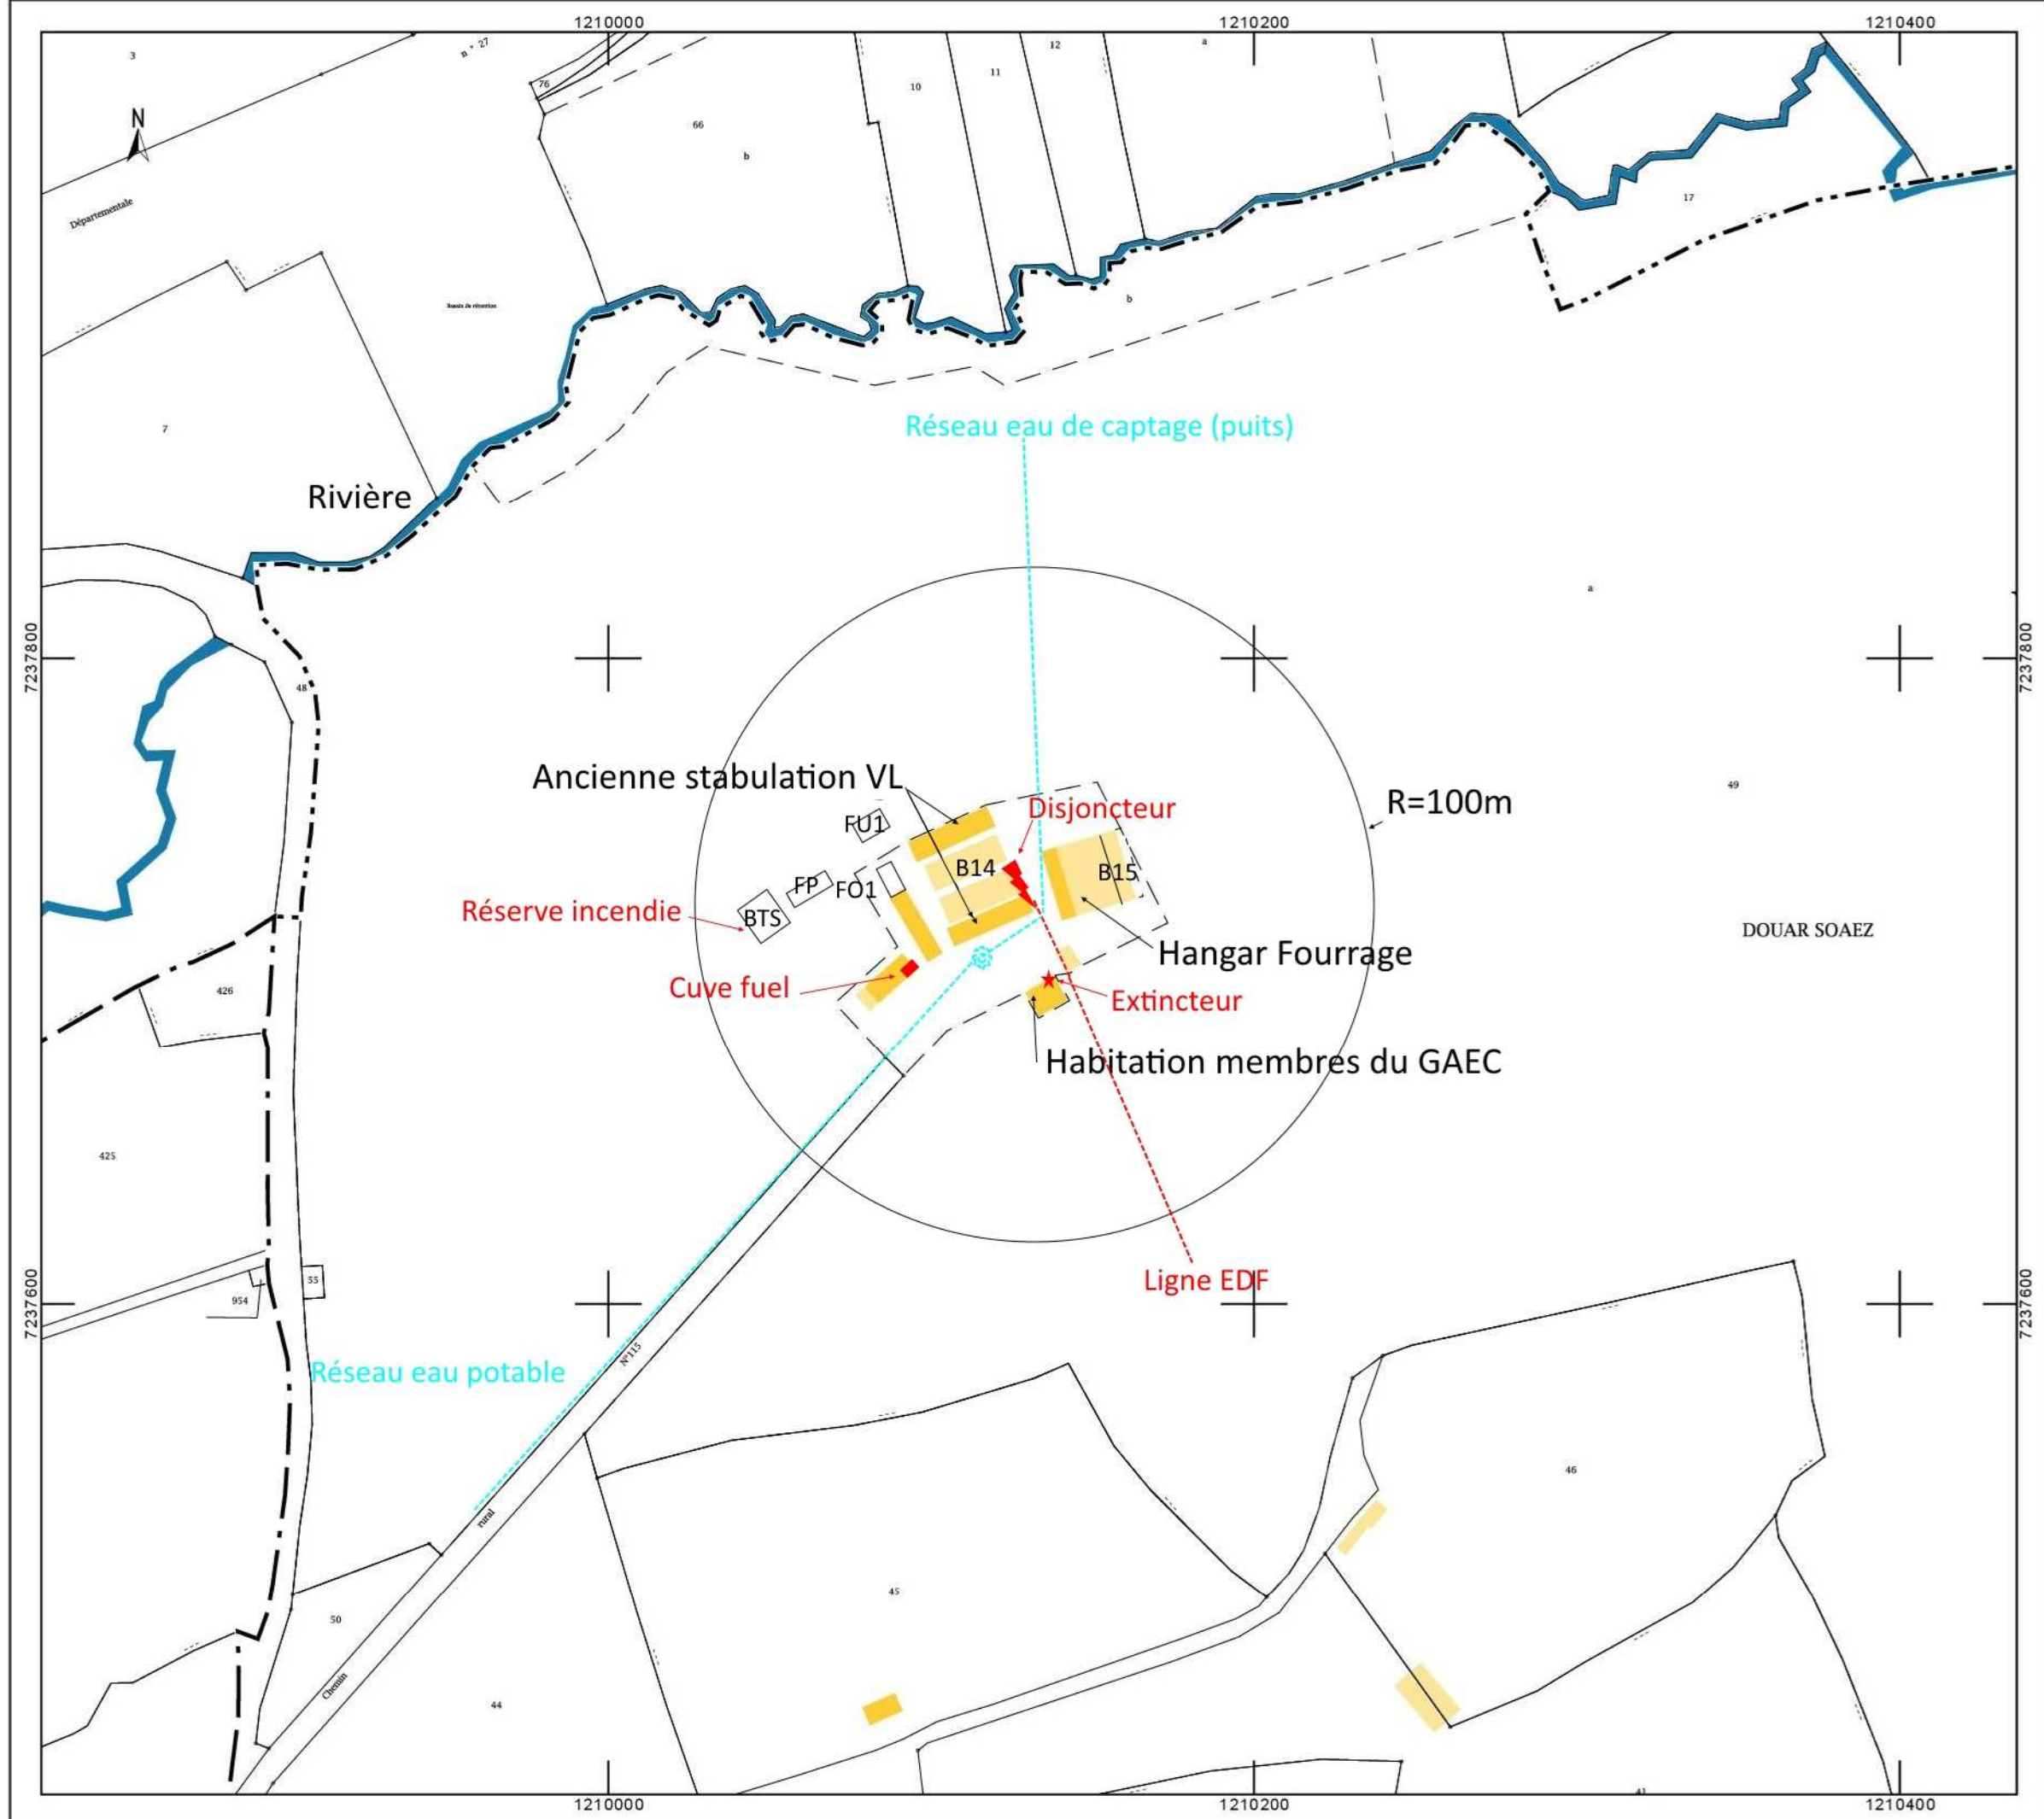 1210000
1210200
1210400
3
n° 27
76
66
b
10
11
12
a
N
Départementale
17
Bassin de rétention
b
7
Réseau eau de captage (puits)
Rivière
a
7237800
7237800
48
Ancienne stabulation VL
49
R=100m
Disjoncteur
FU1
B14
B15
FP
FO1
Réserve incendie
BTS
DOUAR SOAEZ
Hangar Fourrage
Cuve fuel
Extincteur
426
Habitation membres du GAEC
425
Ligne EDF
55
954
7237600
7237600
N°115
Réseau eau potable
46
rural
45
50
Chemin
44
41
1210000
1210200
1210400